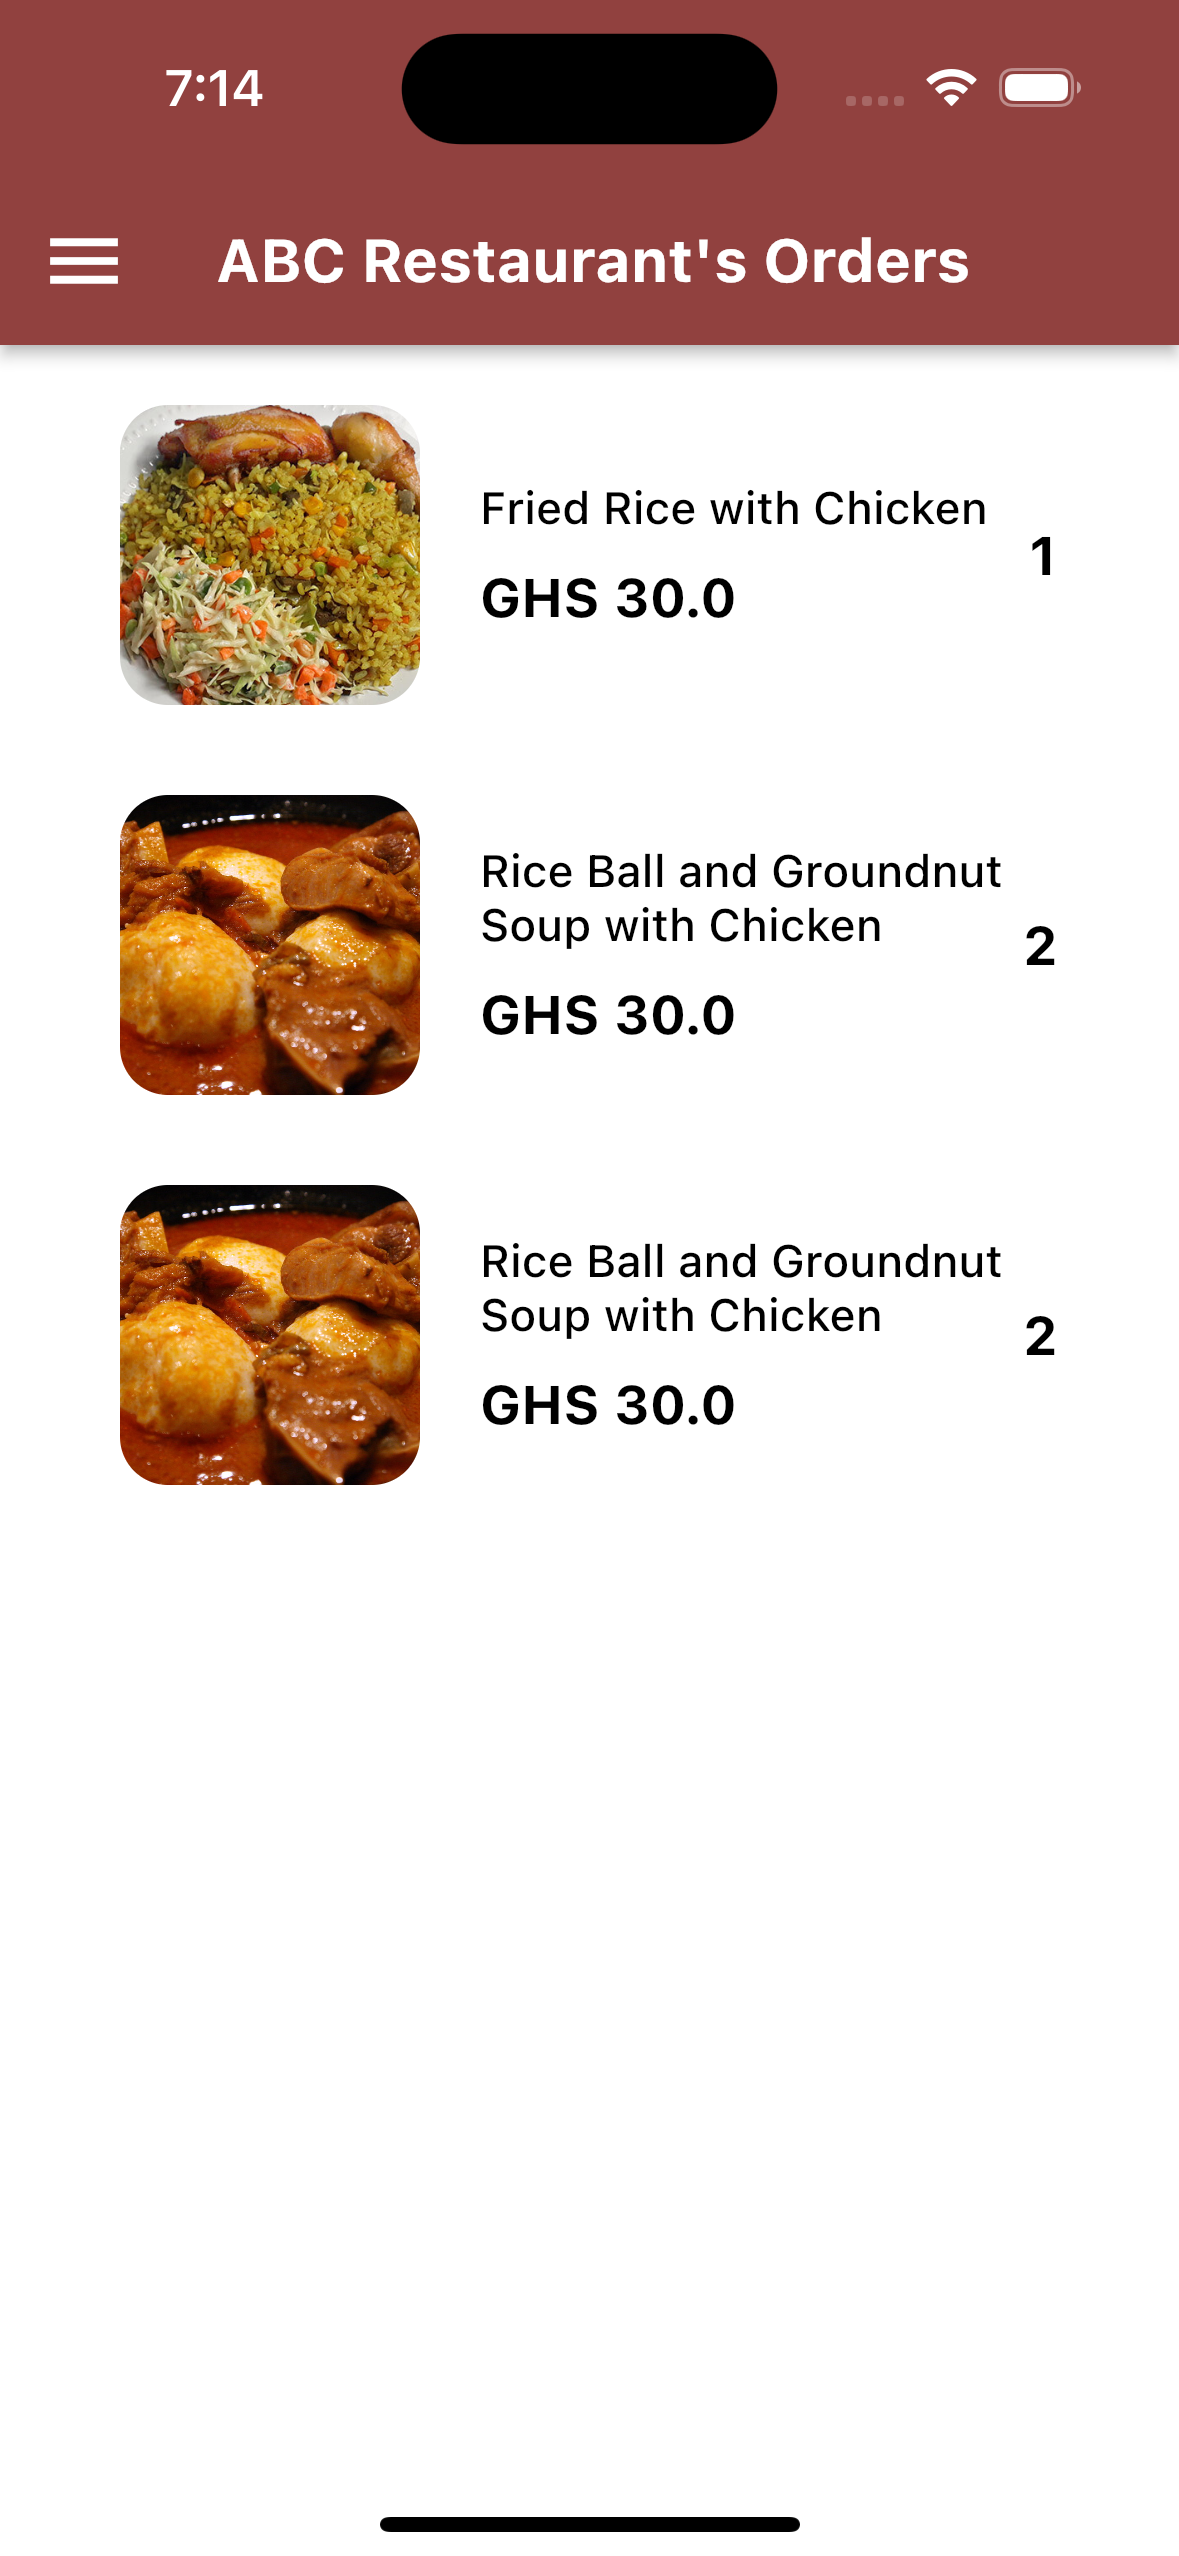 7:14
ABC Restaurant's Orders
Fried Rice with Chicken
GHS 30.0
1
Rice Ball and Groundnut
Soup with Chicken
GHS 30.0
2
Rice Ball and Groundnut
Soup with Chicken
GHS 30.0
2